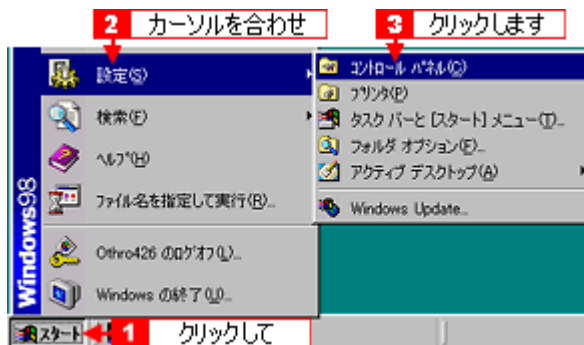 2 カーソルを合わせ
3 クリックします
設定(S)
検索(F)
ヘルプ(H)
ファイル名を指定して実行(R)...
Othro426 のログオフ(L)...
Windows の終了(U)...
Windows98
コントロール パネル(C)
プリンタ(P)
タスク バーと [スタート] メニュー(T)...
フォルダ オプション(F)...
アクティブ デスクトップ(A)
Windows Update...
スタート
1 クリックして